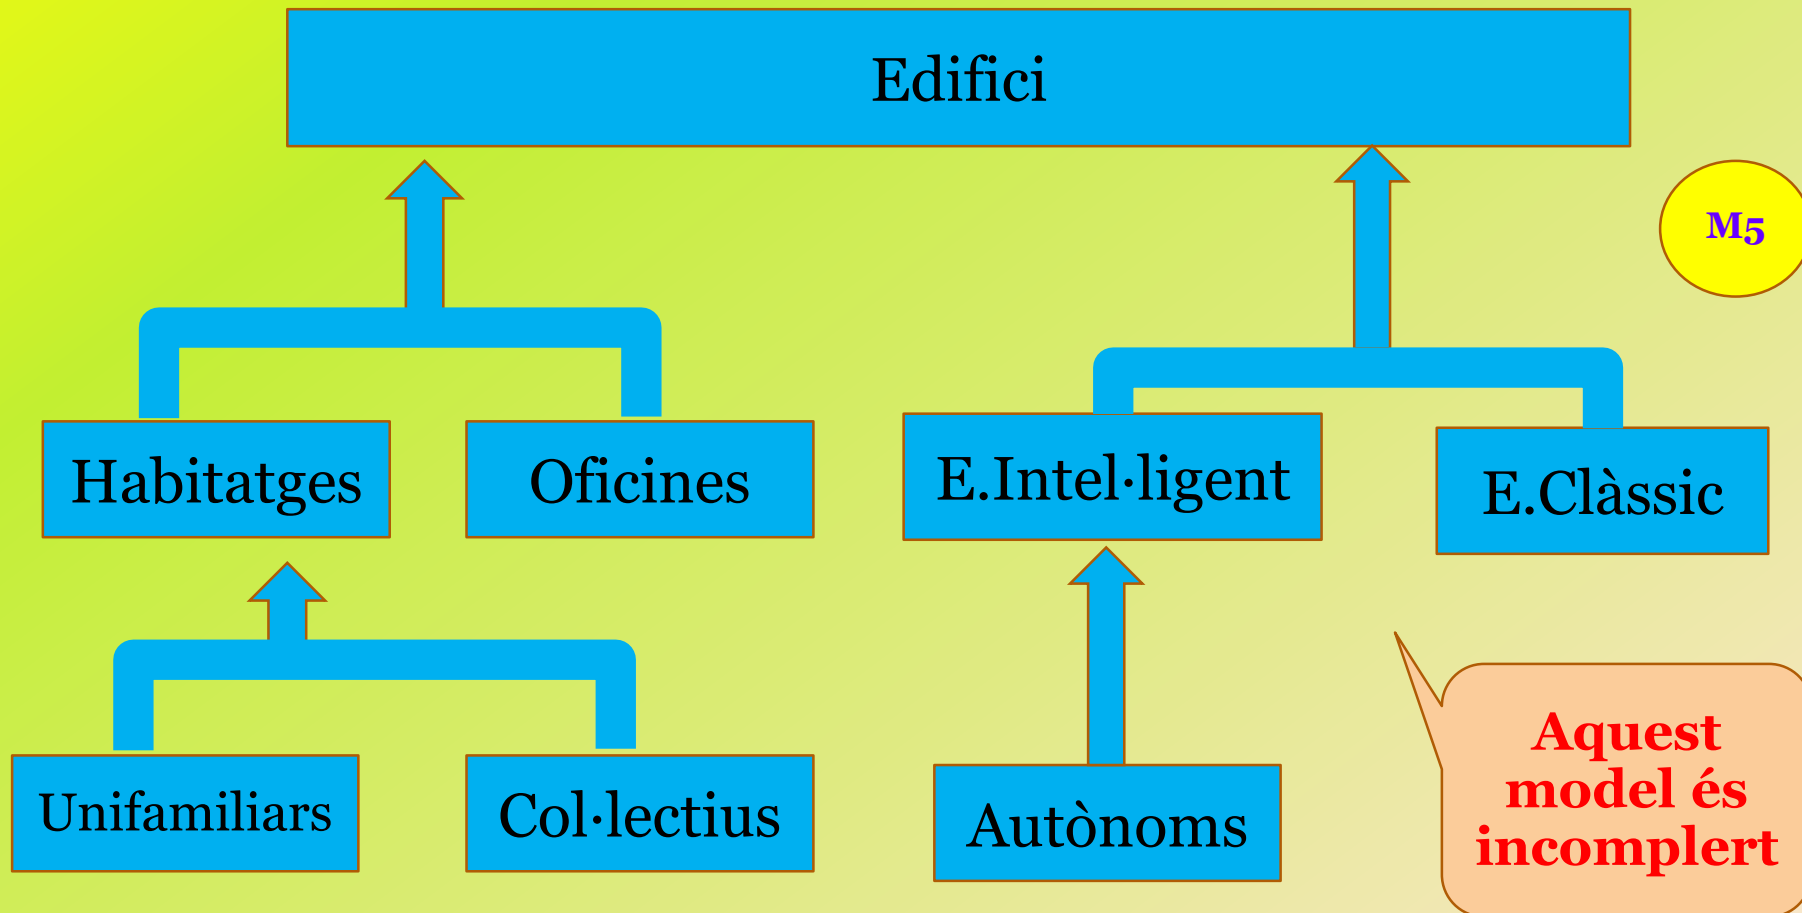 Edifici
M5
Habitatges
Oficines
E.Intel·ligent
E.Clàssic
Unifamiliars
Col·lectius
Autònoms
Aquest
model és
incomplert